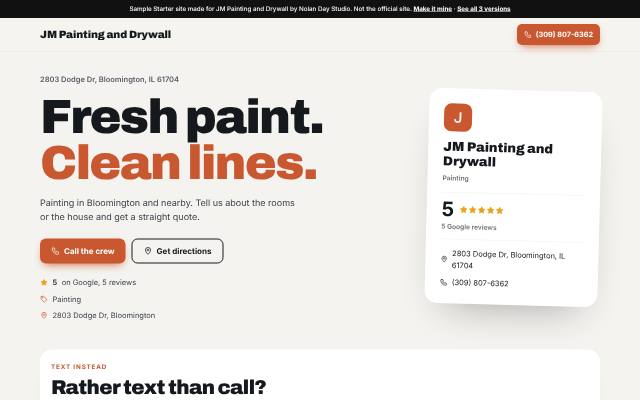 Sample Starter site made for JM Painting and Drywall by Nolan Day Studio. Not the official site. Make it mine · See all 3 versions
JM Painting and Drywall
(309) 807-6362
2803 Dodge Dr, Bloomington, IL 61704
Fresh paint.
Clean lines.
Painting in Bloomington and nearby. Tell us about the rooms
or the house and get a straight quote.
Call the crew
Get directions
5 on Google, 5 reviews
Painting
2803 Dodge Dr, Bloomington
J
JM Painting and
Drywall
Painting
5
5 Google reviews
2803 Dodge Dr, Bloomington, IL
61704
(309) 807-6362
TEXT INSTEAD
Rather text than call?